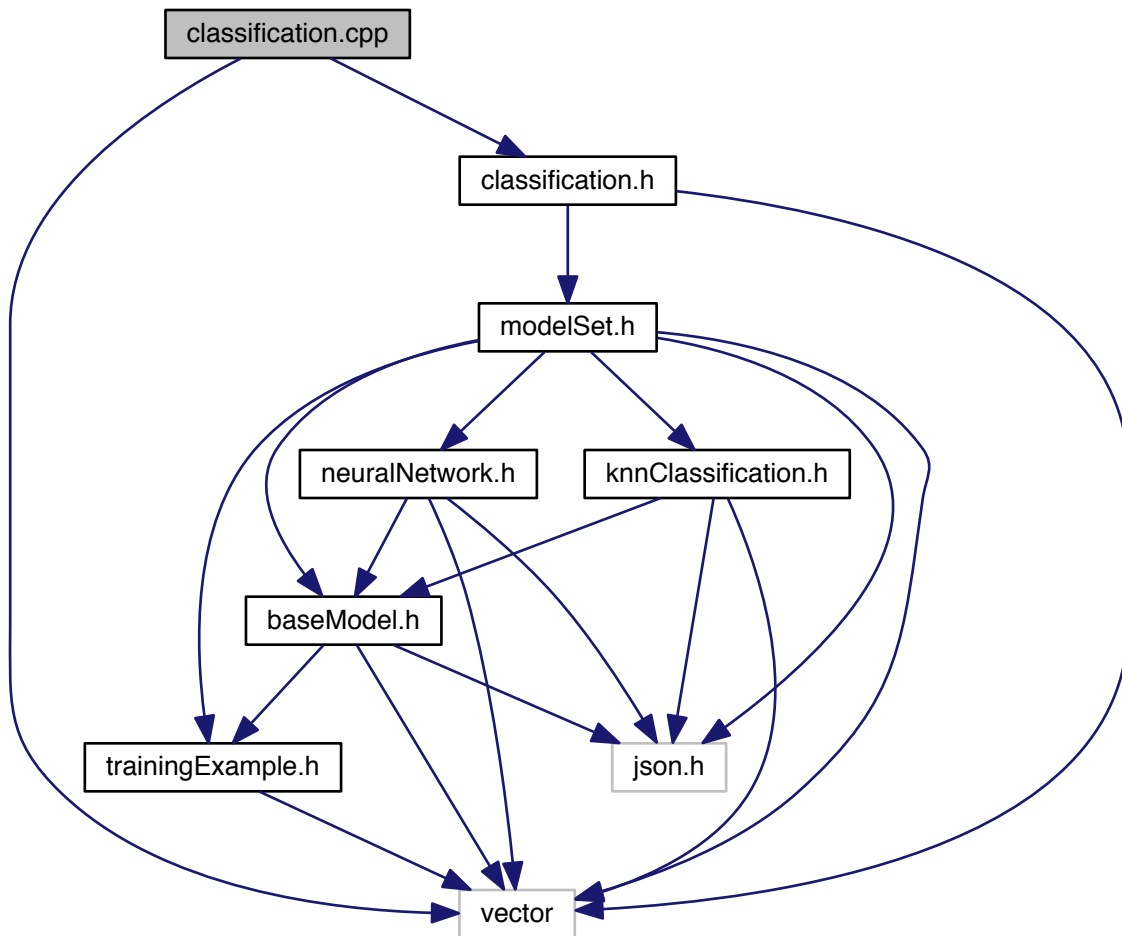 classification.cpp
classification.h
modelSet.h
neuralNetwork.h
knnClassification.h
baseModel.h
trainingExample.h
json.h
vector